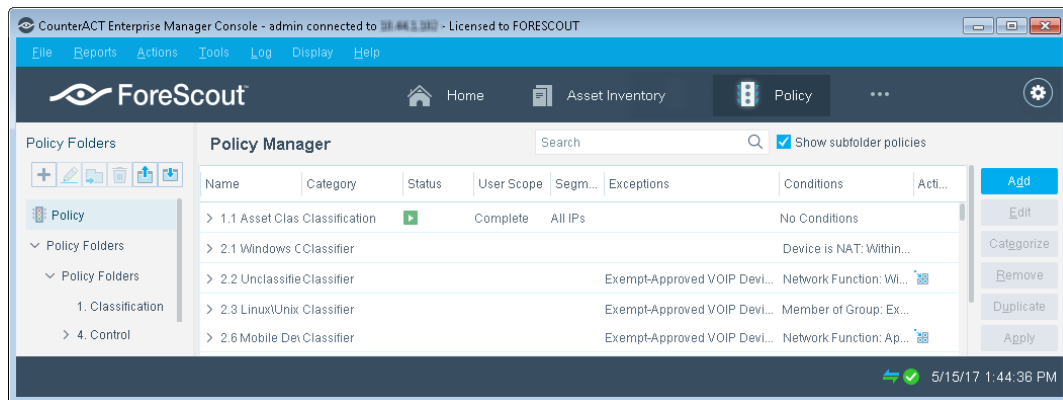 CounterACT Enterprise Manager Console - admin connected to - Licensed to FORESCOUT
File Reports Actions Tools Log Display Help
ForeScout Home Asset Inventory Policy
Policy Folders Policy Manager Search Show subfolder policies
Name Category Status User Scope Segm... Exceptions Conditions Acti... Add
Policy > 1.1 Asset Clas Classification Complete All IPs No Conditions Edit
Policy Folders > 2.1 Windows C Classifier Device is NAT: Within... Categorize
Policy Folders > 2.2 Unclassifie Classifier Exempt-Approved VOIP Devi... Network Function: Wi... Remove
1. Classification > 2.3 Linux\Unix Classifier Exempt-Approved VOIP Devi... Member of Group: Ex... Duplicate
> 4. Control > 2.6 Mobile Dev Classifier Exempt-Approved VOIP Devi... Network Function: Ap... Apply
5/15/17 1:44:36 PM